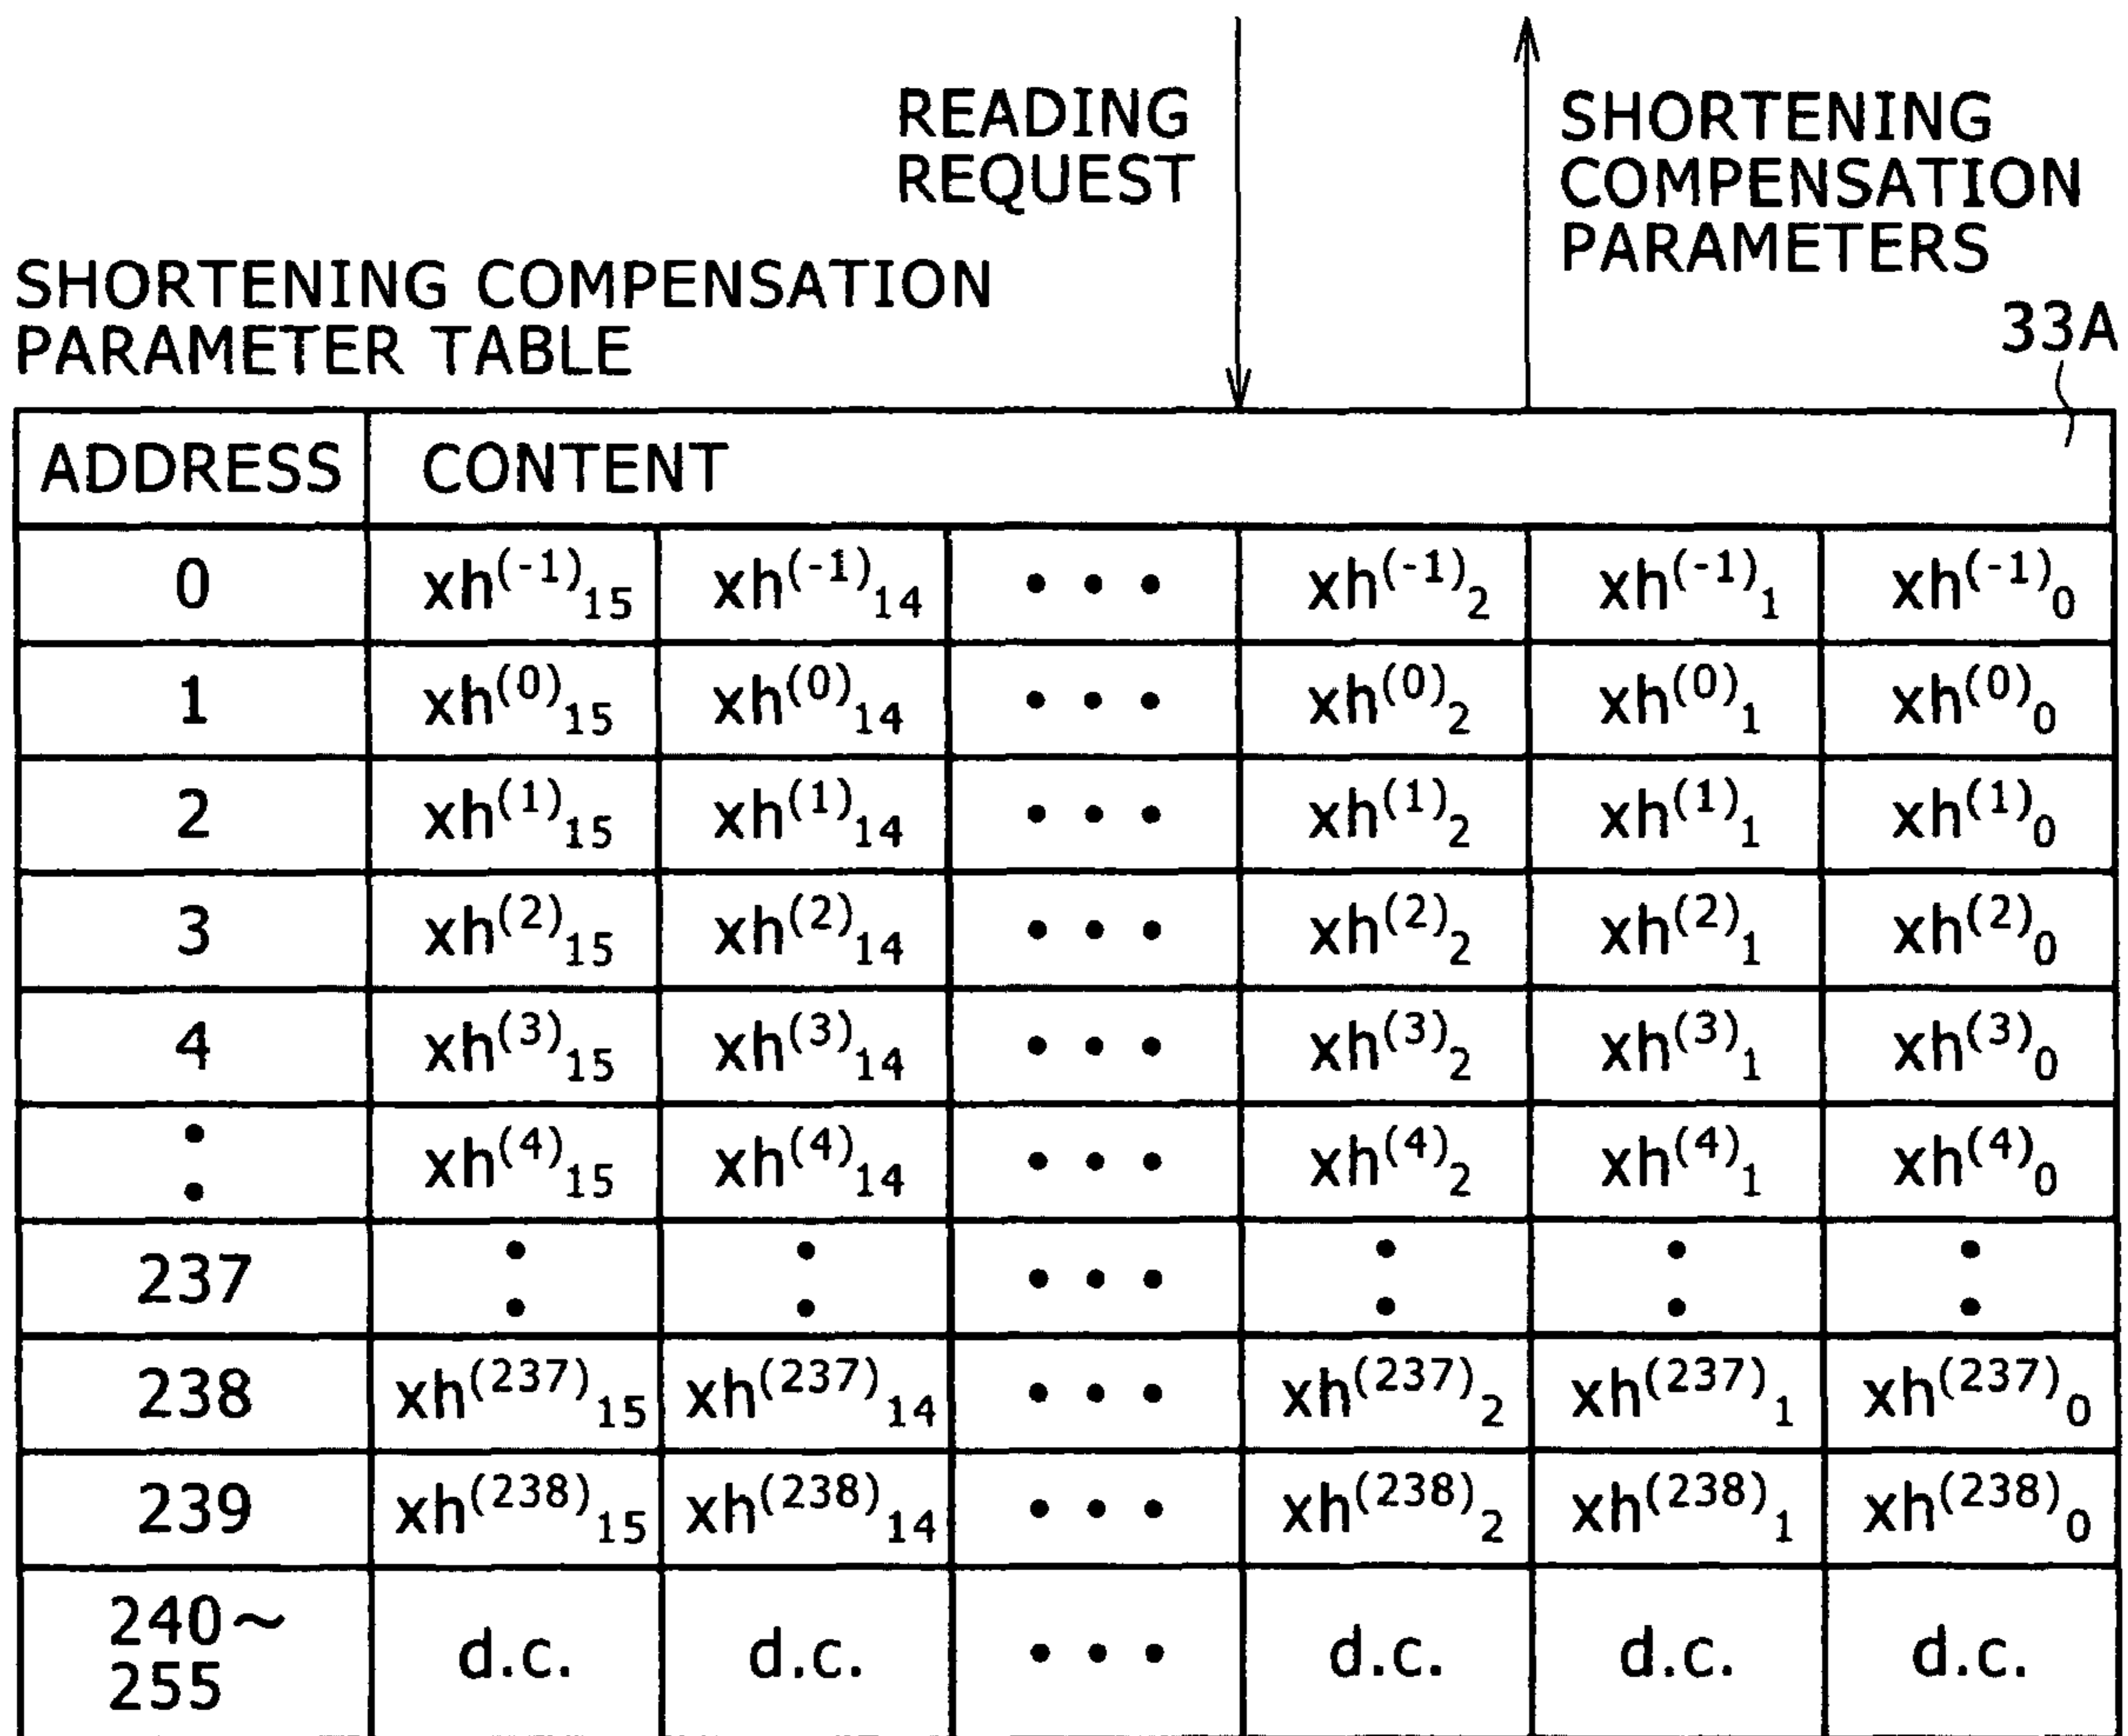 READING
REQUEST
SHORTENING
COMPENSATION
PARAMETERS
SHORTENING COMPENSATION
PARAMETER TABLE
33A
ADDRESS CONTENT
0 xh(-1)15 xh(-1)14 • • • xh(-1)2 xh(-1)1 xh(-1)0
1 xh(0)15 xh(0)14 • • • xh(0)2 xh(0)1 xh(0)0
2 xh(1)15 xh(1)14 • • • xh(1)2 xh(1)1 xh(1)0
3 xh(2)15 xh(2)14 • • • xh(2)2 xh(2)1 xh(2)0
4 xh(3)15 xh(3)14 • • • xh(3)2 xh(3)1 xh(3)0
: xh(4)15 xh(4)14 • • • xh(4)2 xh(4)1 xh(4)0
237 : : • • • : : :
238 xh(237)15 xh(237)14 • • • xh(237)2 xh(237)1 xh(237)0
239 xh(238)15 xh(238)14 • • • xh(238)2 xh(238)1 xh(238)0
240~
255 d.c. d.c. • • • d.c. d.c. d.c.